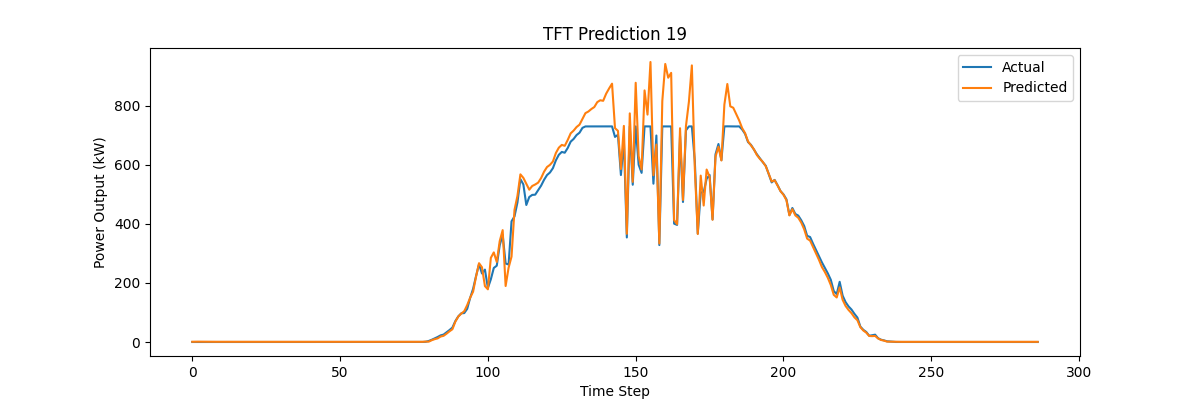 TFT Prediction 19
Actual
Predicted
Power Output (kW)
800
600
400
200
0
0 50 100 150 200 250 300
Time Step